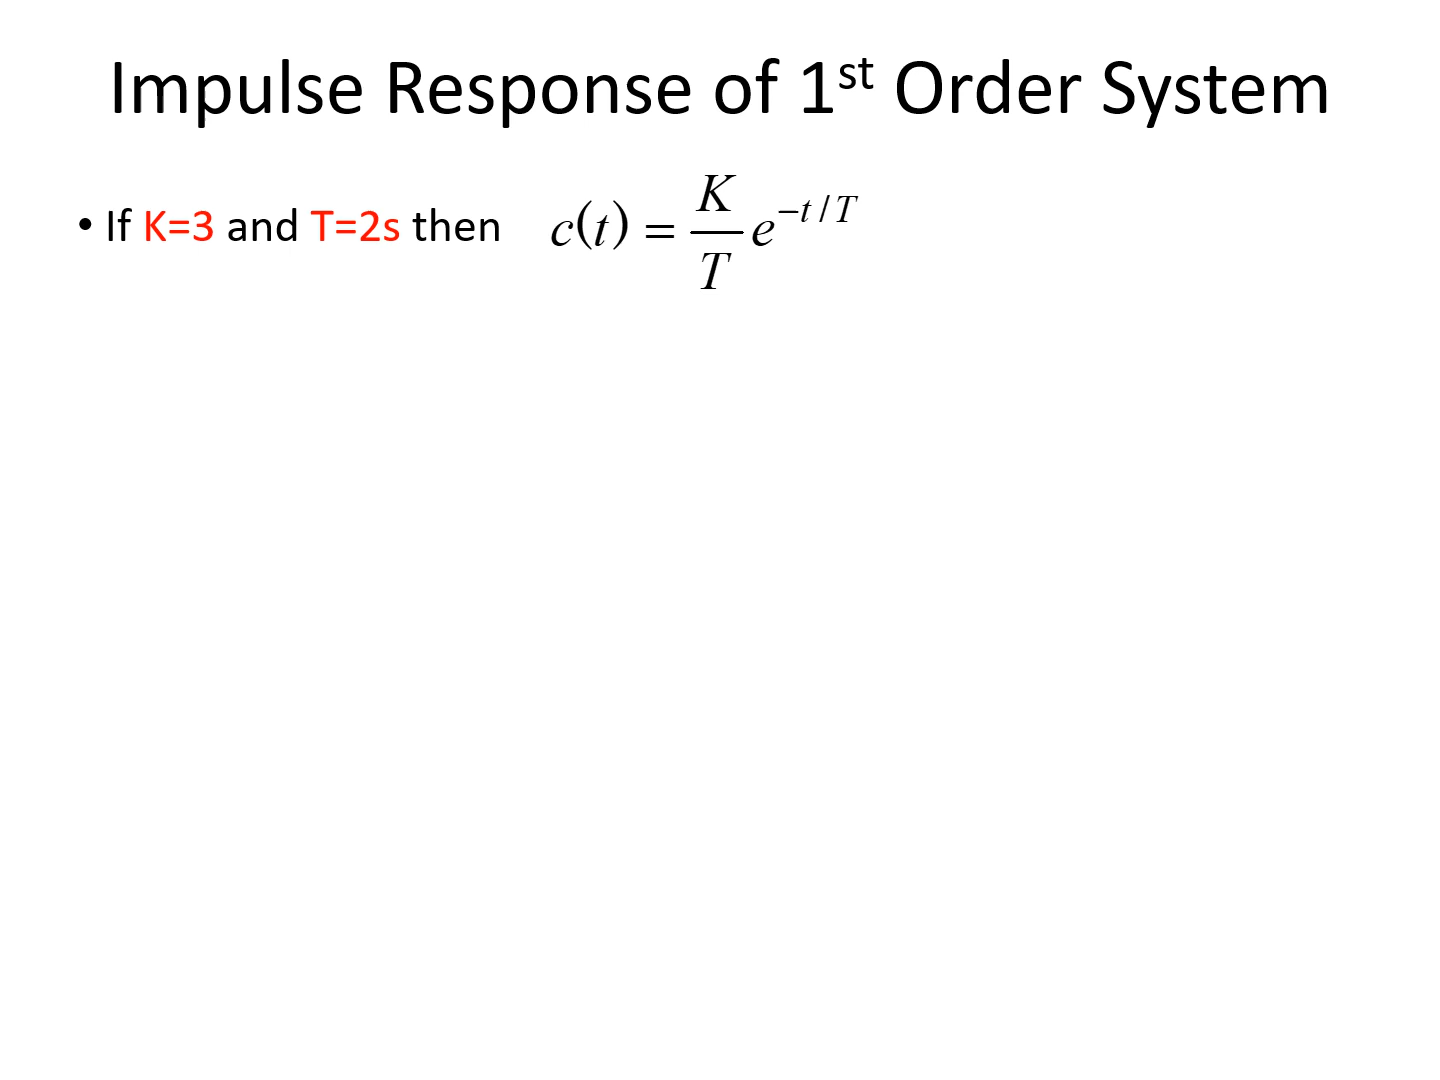 Impulse Response of 1st Order System
• If K=3 and T=2s then c(t) = K/T e^{-t/T}